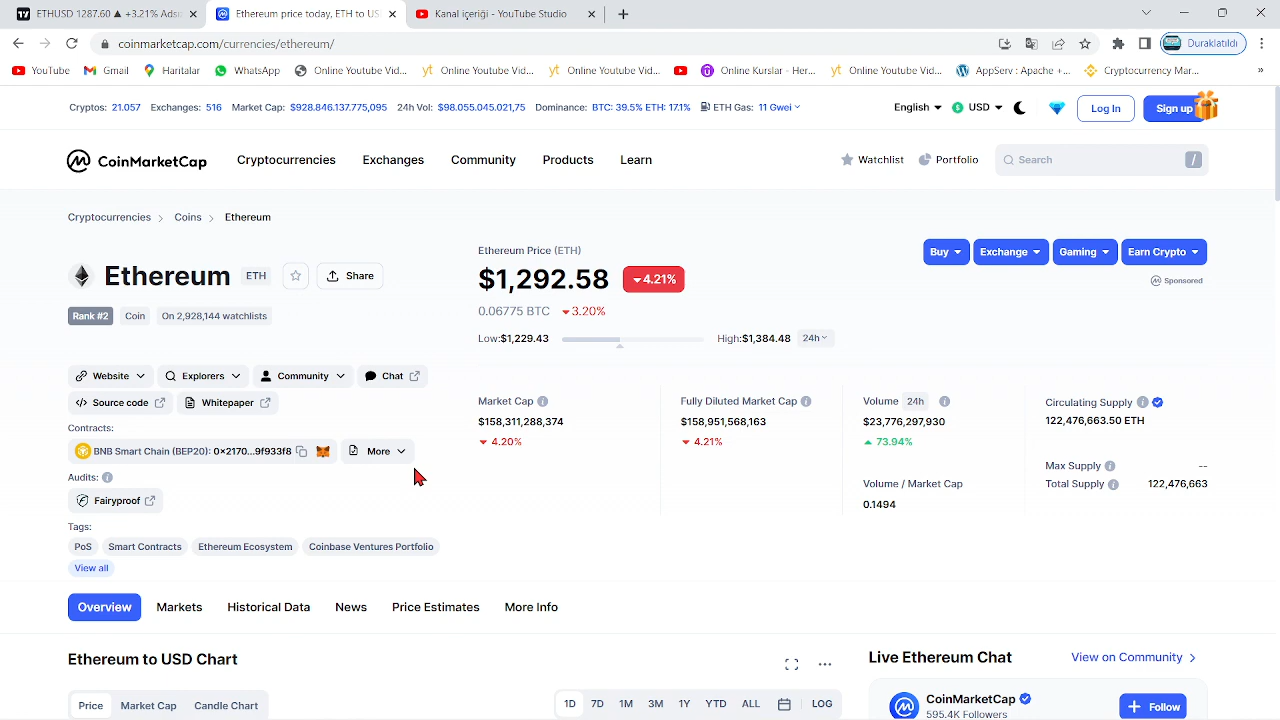 ETHUSD 1287.60 ▲ +3.21% Adsı
Ethereum price today, ETH to US
Kanal içeriği - YouTube Studio
coinmarketcap.com/currencies/ethereum/
Duraklatıldı
YouTube Gmail Haritalar WhatsApp Online Youtube Vid... Online Youtube Vid... Online Youtube Vid... Online Kurslar - Her... Online Youtube Vid... AppServ : Apache +... Cryptocurrency Mar... »
Cryptos: 21.057 Exchanges: 516 Market Cap: $928.846.137.775,095 24h Vol: $98.055.045.021,75 Dominance: BTC: 39.5% ETH: 17.1% ETH Gas: 11 Gwei
English USD Log In Sign up
CoinMarketCap Cryptocurrencies Exchanges Community Products Learn Watchlist Portfolio Search /
Cryptocurrencies > Coins > Ethereum
Ethereum ETH Share
Rank #2 Coin On 2,928,144 watchlists
Website Explorers Community Chat
Source code Whitepaper
Contracts:
BNB Smart Chain (BEP20): 0x2170...9f933f8 More
Audits:
Fairyproof
Tags:
PoS Smart Contracts Ethereum Ecosystem Coinbase Ventures Portfolio
View all
Ethereum Price (ETH)
$1,292.58 4.21%
0.06775 BTC 3.20%
Low:$1,229.43 High:$1,384.48 24h
Buy Exchange Gaming Earn Crypto
Sponsored
Market Cap
$158,311,288,374
4.20%
Fully Diluted Market Cap
$158,951,568,163
4.21%
Volume 24h
$23,776,297,930
73.94%
Volume / Market Cap
0.1494
Circulating Supply
122,476,663.50 ETH
Max Supply --
Total Supply 122,476,663
Overview Markets Historical Data News Price Estimates More Info
Ethereum to USD Chart
Price Market Cap Candle Chart
1D 7D 1M 3M 1Y YTD ALL LOG
Live Ethereum Chat View on Community >
CoinMarketCap
595.4K Followers
+ Follow